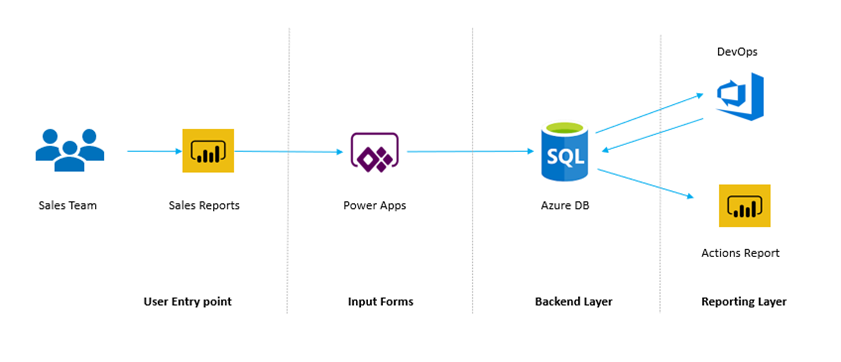 DevOps
SQL
Sales Team
Sales Reports
Power Apps
Azure DB
Actions Report
User Entry point
Input Forms
Backend Layer
Reporting Layer